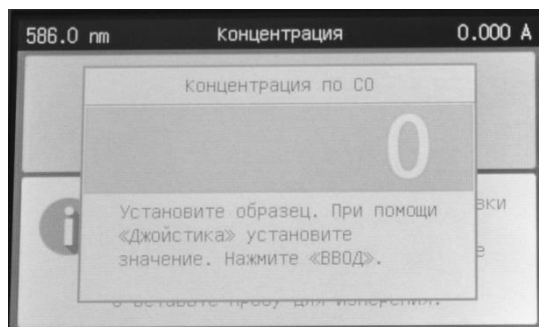 586.0 nm Концентрация 0.000 A
Концентрация по СО
0
Установите образец. При помощи
«Джойстика» установите
значение. Нажмите «ВВОД».